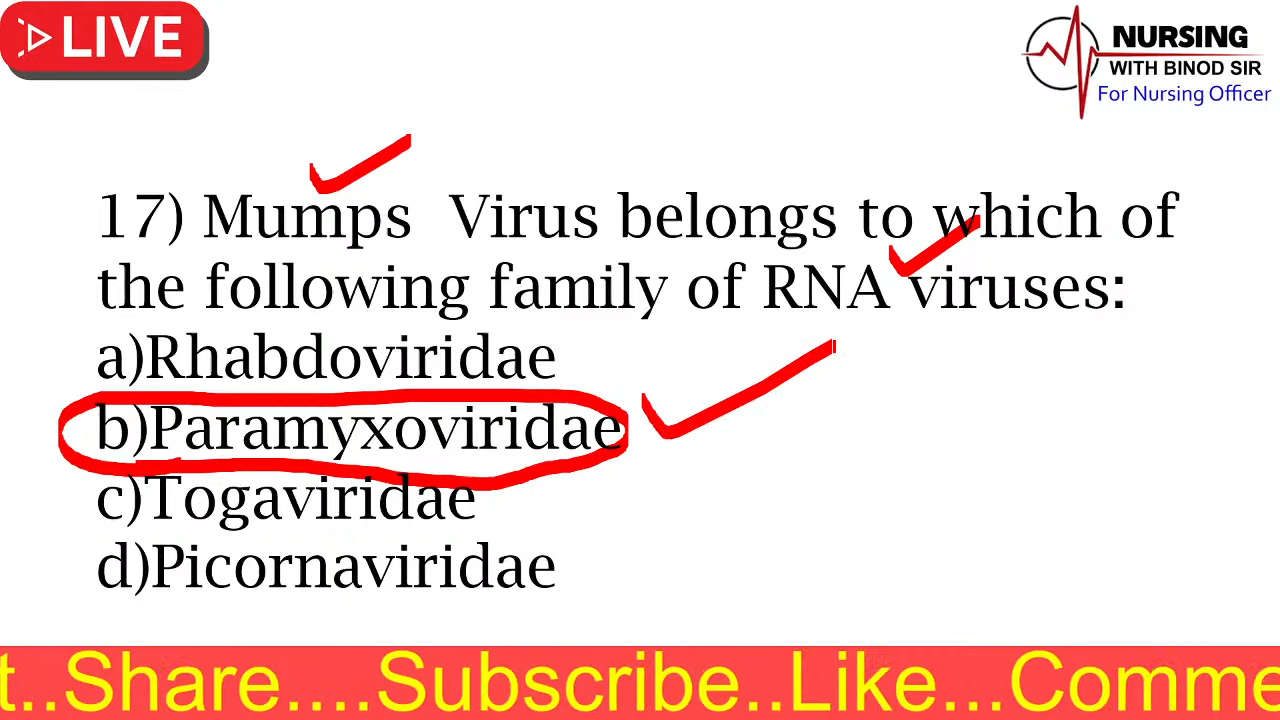 LIVE
NURSING
WITH BINOD SIR
For Nursing Officer
17) Mumps Virus belongs to which of
the following family of RNA viruses:
a)Rhabdoviridae
b)Paramyxoviridae
c)Togaviridae
d)Picornaviridae
t..Share....Subscribe..Like...Comme